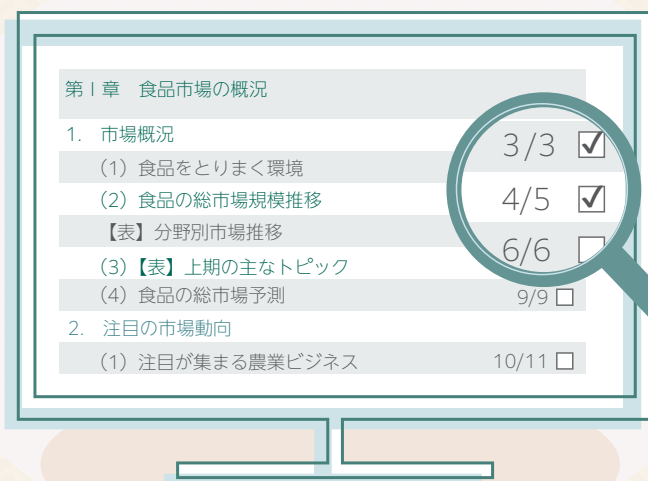 第Ⅰ章 食品市場の概況
1. 市場概況
(1) 食品をとりまく環境 3/3
(2) 食品の総市場規模推移 4/5
【表】分野別市場推移 6/6
(3)【表】上期の主なトピック
(4) 食品の総市場予測 9/9
2. 注目の市場動向
(1) 注目が集まる農業ビジネス 10/11